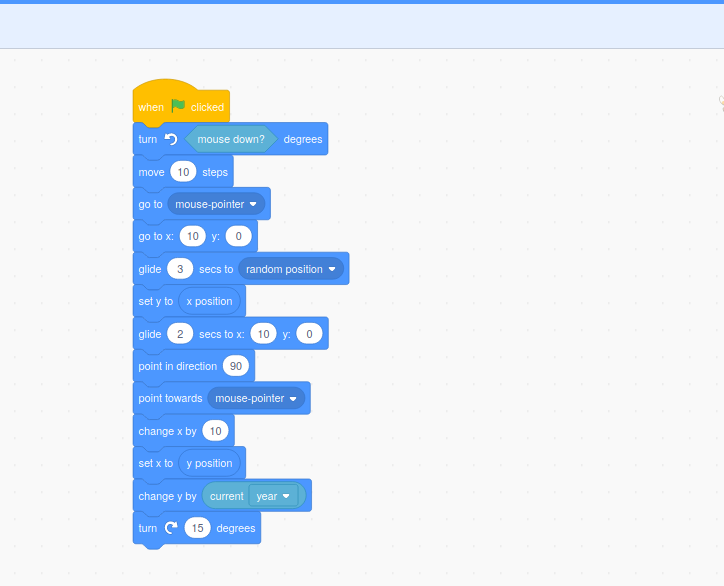 when clicked
turn mouse down? degrees
move 10 steps
go to mouse-pointer
go to x: 10 y: 0
glide 3 secs to random position
set y to x position
glide 2 secs to x: 10 y: 0
point in direction 90
point towards mouse-pointer
change x by 10
set x to y position
change y by current year
turn 15 degrees